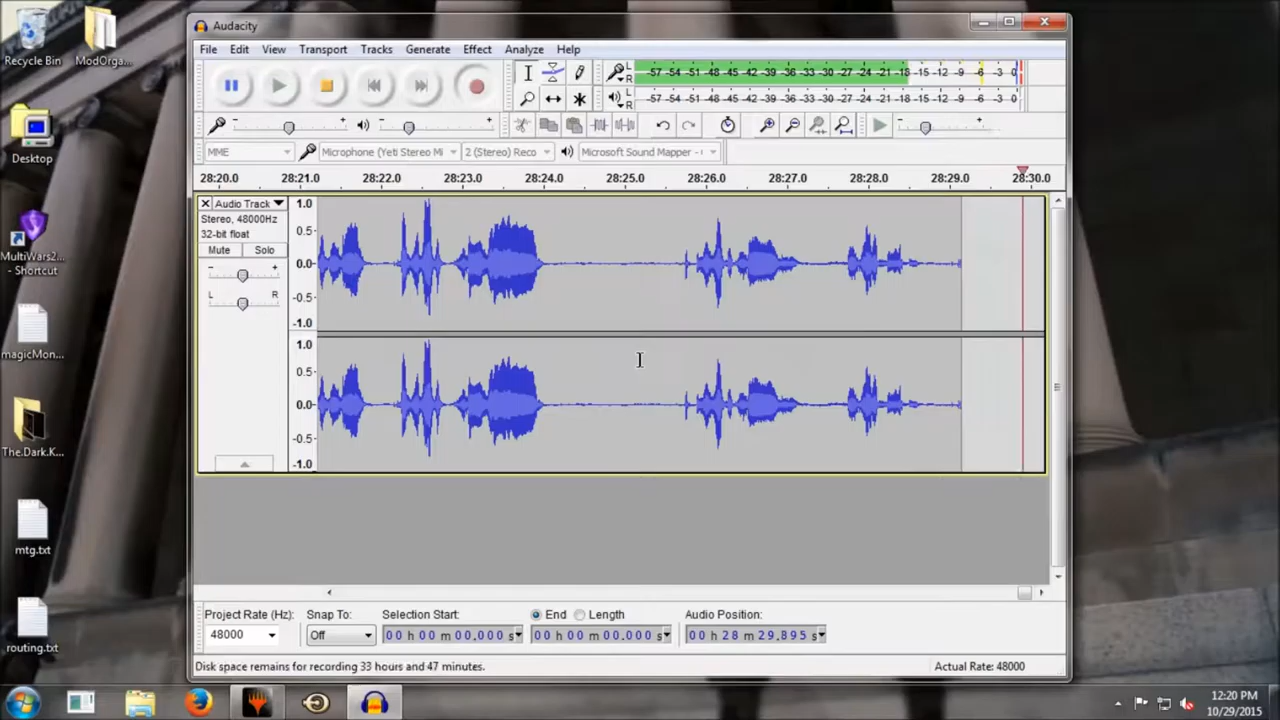 Audacity
File Edit View Transport Tracks Generate Effect Analyze Help
L R -57 -54 -51 -48 -45 -42 -39 -36 -33 -30 -27 -24 -21 -18 -15 -12 -9 -6 -3 0
L R -57 -54 -51 -48 -45 -42 -39 -36 -33 -30 -27 -24 -21 -18 -15 -12 -9 -6 -3 0
MME Microphone (Yeti Stereo Mi 2 (Stereo) Reco Microsoft Sound Mapper -
28:20.0 28:21.0 28:22.0 28:23.0 28:24.0 28:25.0 28:26.0 28:27.0 28:28.0 28:29.0 28:30.0
Audio Track
Stereo, 48000Hz
32-bit float
Mute Solo
- +
L R
1.0
0.5
0.0
-0.5
-1.0
1.0
0.5
0.0
-0.5
-1.0
Project Rate (Hz): Snap To: Selection Start: End Length Audio Position:
48000 Off 00 h 00 m 00.000 s 00 h 00 m 00.000 s 00 h 28 m 29.895 s
Disk space remains for recording 33 hours and 47 minutes. Actual Rate: 48000
Recycle Bin
ModOrga...
Desktop
MultiWars2...
- Shortcut
magicMon...
The.Dark.K...
mtg.txt
routing.txt
12:20 PM
10/29/2015